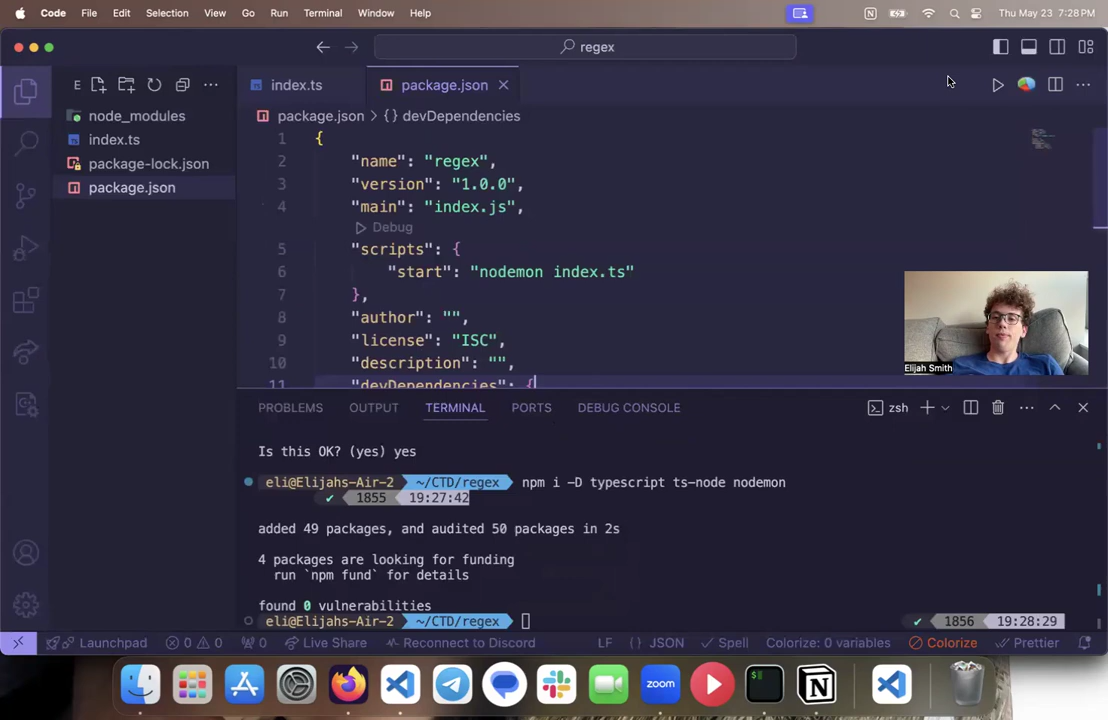 Code File Edit Selection View Go Run Terminal Window Help Thu May 23 7:28 PM
regex
E
index.ts
package.json
node_modules
index.ts
package-lock.json
package.json
package.json > {} devDependencies
1 {
2 "name": "regex",
3 "version": "1.0.0",
4 "main": "index.js",
Debug
5 "scripts": {
6 "start": "nodemon index.ts"
7 },
8 "author": "",
9 "license": "ISC",
10 "description": "",
11 "devDependencies": {
Elijah Smith
PROBLEMS OUTPUT TERMINAL PORTS DEBUG CONSOLE
zsh
Is this OK? (yes) yes
eli@Elijahs-Air-2 ~/CTD/regex npm i -D typescript ts-node nodemon
✔ 1855 19:27:42
added 49 packages, and audited 50 packages in 2s
4 packages are looking for funding
run `npm fund` for details
found 0 vulnerabilities
eli@Elijahs-Air-2 ~/CTD/regex ✔ 1856 19:28:29
Launchpad 0 0 0 Live Share Reconnect to Discord LF {} JSON Spell Colorize: 0 variables Colorize Prettier
zoom